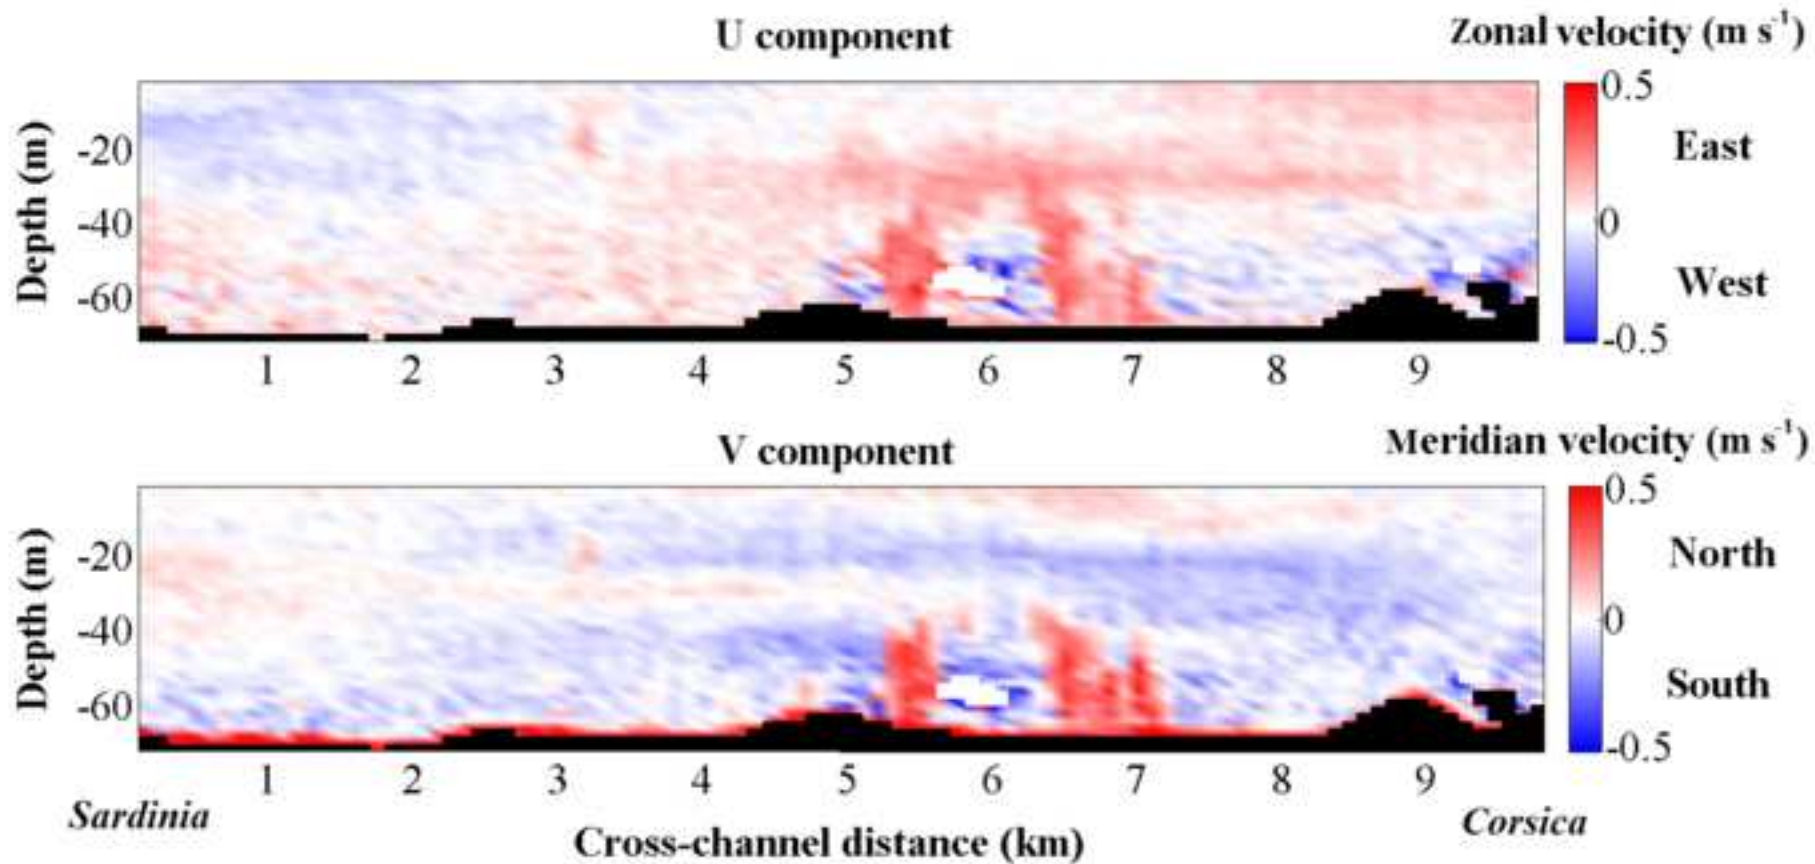 U component
Zonal velocity (m s-1)
Depth (m)
-20
-40
-60
0.5
0
-0.5
East
West
1 2 3 4 5 6 7 8 9
V component
Meridian velocity (m s-1)
Depth (m)
-20
-40
-60
0.5
0
-0.5
North
South
1 2 3 4 5 6 7 8 9
Sardinia
Corsica
Cross-channel distance (km)